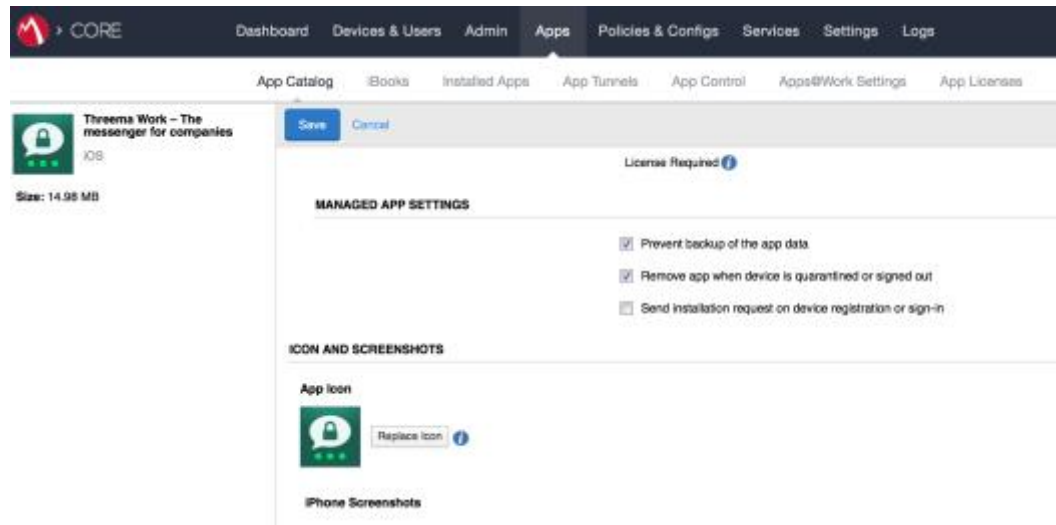 CORE
Dashboard Devices & Users Admin Apps Policies & Configs Services Settings Logs
App Catalog iBooks Installed Apps App Tunnels App Control Apps@Work Settings App Licenses
Threema Work – The
messenger for companies
iOS
Size: 14.98 MB
Save Cancel
License Required
MANAGED APP SETTINGS
Prevent backup of the app data
Remove app when device is quarantined or signed out
Send installation request on device registration or sign-in
ICON AND SCREENSHOTS
App Icon
Replace Icon
iPhone Screenshots